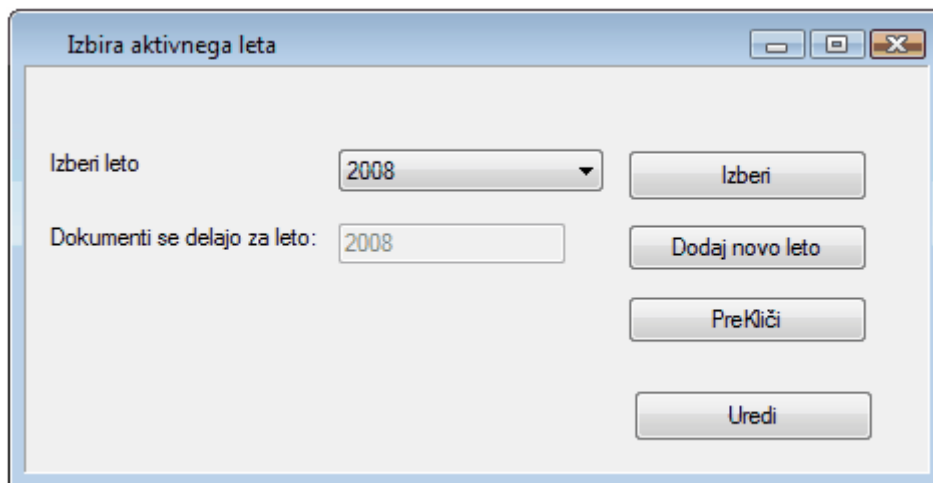 Izbira aktivnega leta
Izberi leto
2008
Izberi
Dokumenti se delajo za leto:
2008
Dodaj novo leto
PreKliči
Uredi